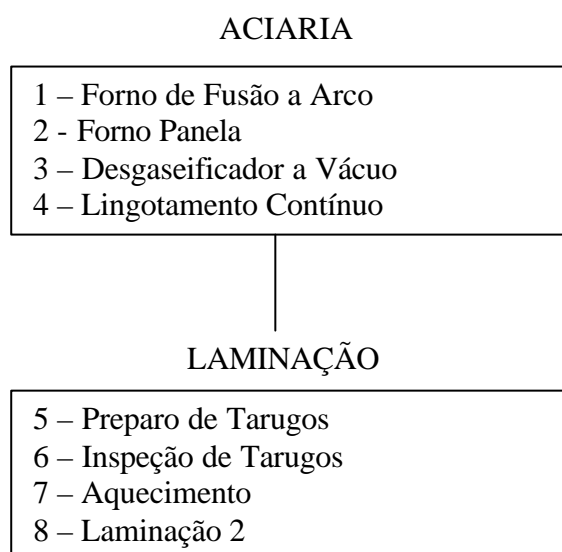 ACIARIA
1 – Forno de Fusão a Arco
2 - Forno Panela
3 – Desgaseificador a Vácuo
4 – Lingotamento Contínuo
LAMINAÇÃO
5 – Preparo de Tarugos
6 – Inspeção de Tarugos
7 – Aquecimento
8 – Laminação 2